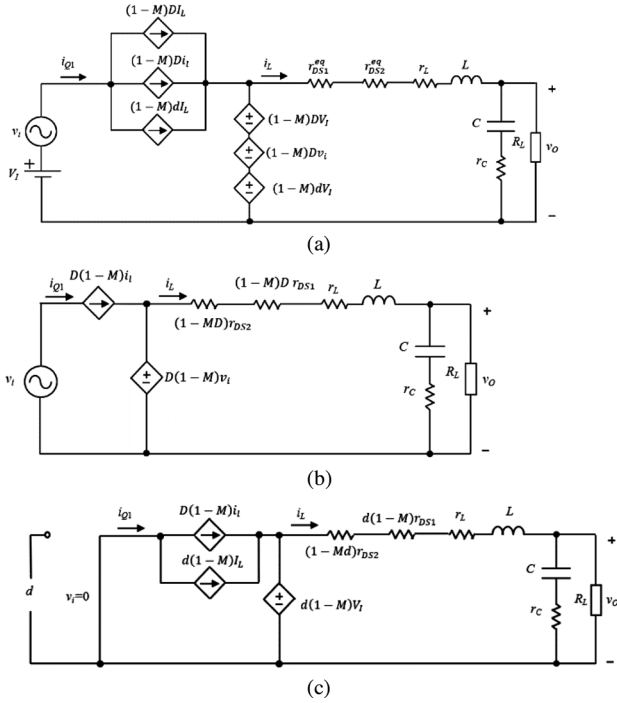 (1−M)DI_L
i_Q1
(1−M)Di_l
(1−M)dI_L
i_L
r_DS1^eq
r_DS2^eq
r_L
L
v_i
V_I
+
(1−M)DV_I
(1−M)Dv_i
(1−M)dV_I
C
r_C
R_L
+
v_O
−
(a)
i_Q1
D(1−M)i_l
i_L
(1−MD)r_DS2
(1−M)D r_DS1
r_L
L
v_i
D(1−M)v_i
C
r_C
R_L
+
v_O
−
(b)
d
v_i=0
i_Q1
D(1−M)i_l
d(1−M)I_L
i_L
(1−Md)r_DS2
d(1−M)r_DS1
r_L
L
d(1−M)V_I
C
r_C
R_L
+
v_O
−
(c)